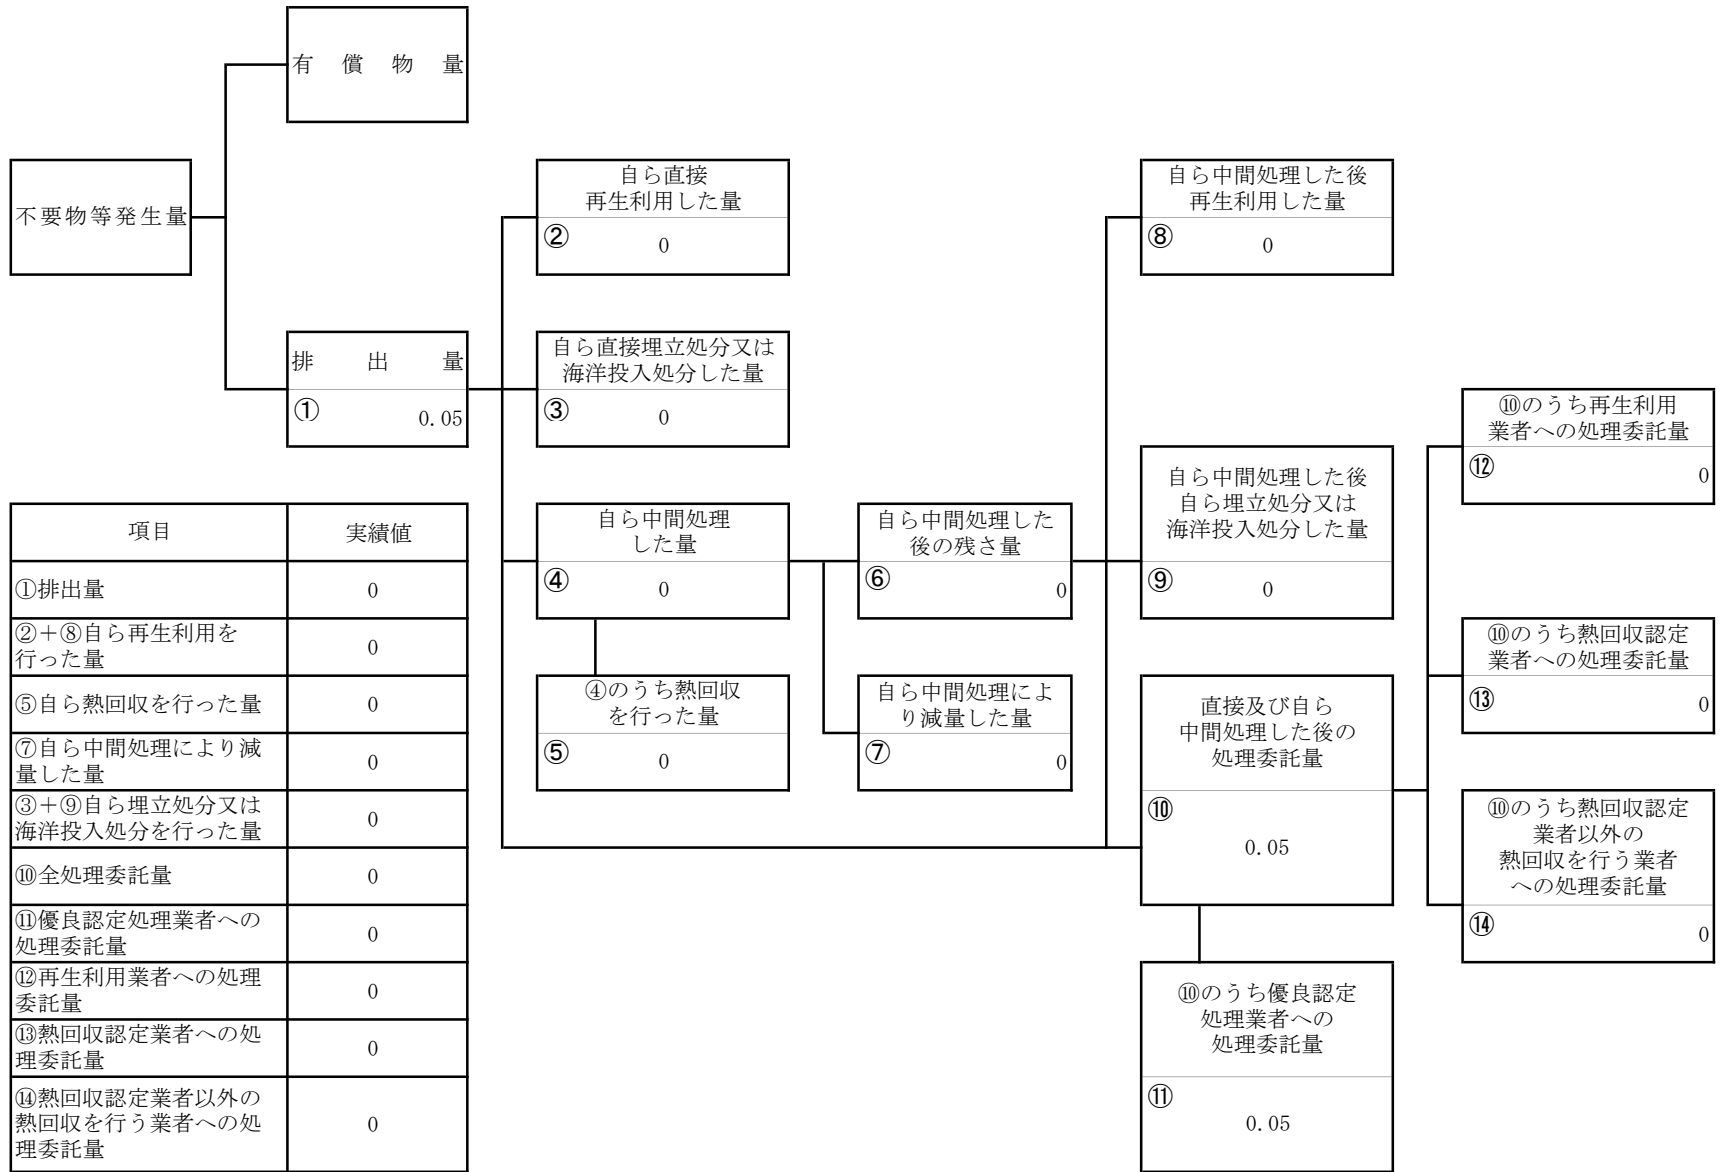 有償物量
不要物等発生量
排出量
①
0.05
自ら直接
再生利用した量
②
0
自ら直接埋立処分又は
海洋投入処分した量
③
0
自ら中間処理
した量
④
0
④のうち熱回収
を行った量
⑤
0
自ら中間処理した
後の残さ量
⑥
0
自ら中間処理によ
り減量した量
⑦
0
自ら中間処理した後
再生利用した量
⑧
0
自ら中間処理した後
自ら埋立処分又は
海洋投入処分した量
⑨
0
直接及び自ら
中間処理した後の
処理委託量
⑩
0.05
⑩のうち優良認定
処理業者への
処理委託量
⑪
0.05
⑩のうち再生利用
業者への処理委託量
⑫
0
⑩のうち熱回収認定
業者への処理委託量
⑬
0
⑩のうち熱回収認定
業者以外の
熱回収を行う業者
への処理委託量
⑭
0
項目 実績値
①排出量 0
②＋⑧自ら再生利用を
行った量 0
⑤自ら熱回収を行った量 0
⑦自ら中間処理により減
量した量 0
③＋⑨自ら埋立処分又は
海洋投入処分を行った量 0
⑩全処理委託量 0
⑪優良認定処理業者への
処理委託量 0
⑫再生利用業者への処理
委託量 0
⑬熱回収認定業者への処
理委託量 0
⑭熱回収認定業者以外の
熱回収を行う業者への処
理委託量 0